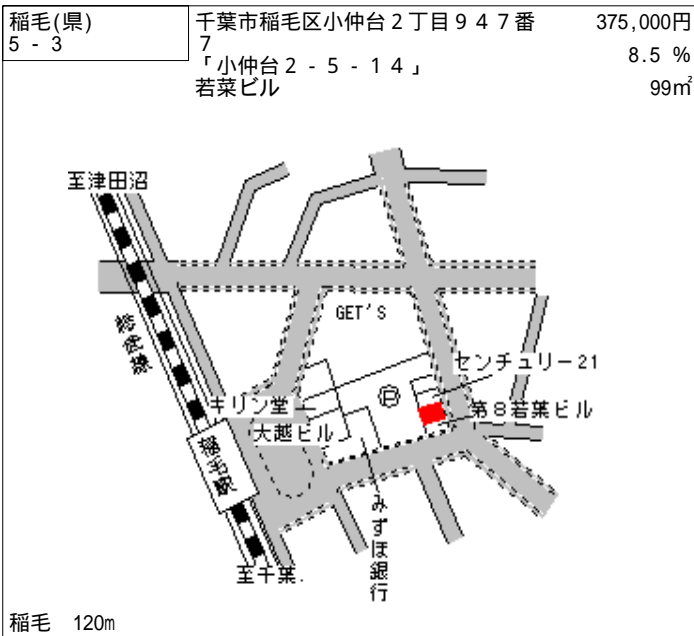 稲毛(県)
5 - 3
千葉市稲毛区小仲台２丁目９４７番
7
「小仲台２-５-１４」
若菜ビル
375,000円
8.5 %
99㎡
至津田沼
総武線
GET'S
センチュリー21
キリン堂
Ⓟ
大越ビル
第８若葉ビル
稲毛駅
みずほ銀行
至千葉.
稲毛 120m